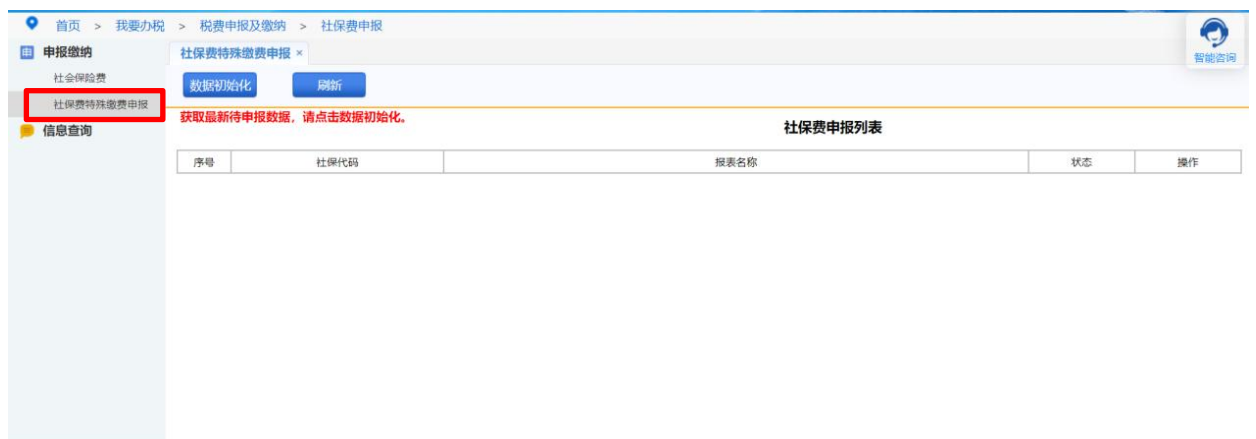 首页 > 我要办税 > 税费申报及缴纳 > 社保费申报
智能咨询
申报缴纳
社会保险费
社保费特殊缴费申报
信息查询
社保费特殊缴费申报 ×
数据初始化 刷新
获取最新待申报数据，请点击数据初始化。
社保费申报列表
序号 社保代码 报表名称 状态 操作